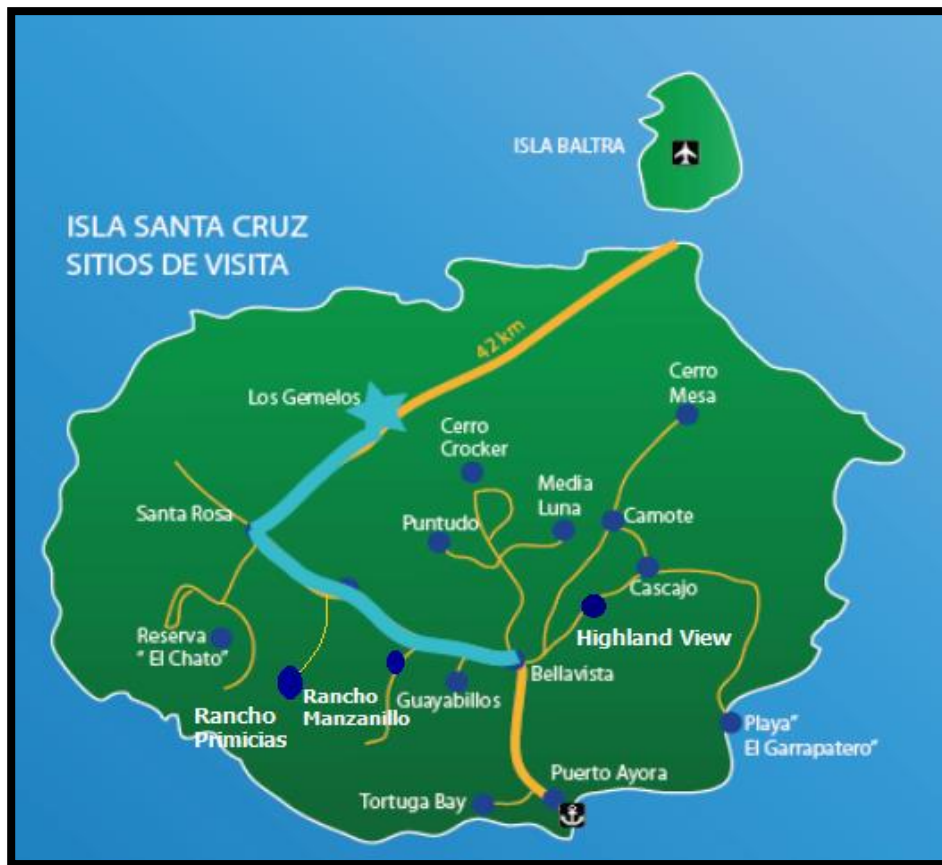 ISLA BALTRA
ISLA SANTA CRUZ
SITIOS DE VISITA
42 km
Los Gemelos
Cerro
Mesa
Cerro
Crocker
Media
Luna
Santa Rosa
Puntudo
Camote
Cascajo
Reserva
" El Chato"
Highland View
Bellavista
Rancho
Manzanillo
Guayabillos
Rancho
Primicias
Playa"
El Garrapatero"
Puerto Ayora
Tortuga Bay